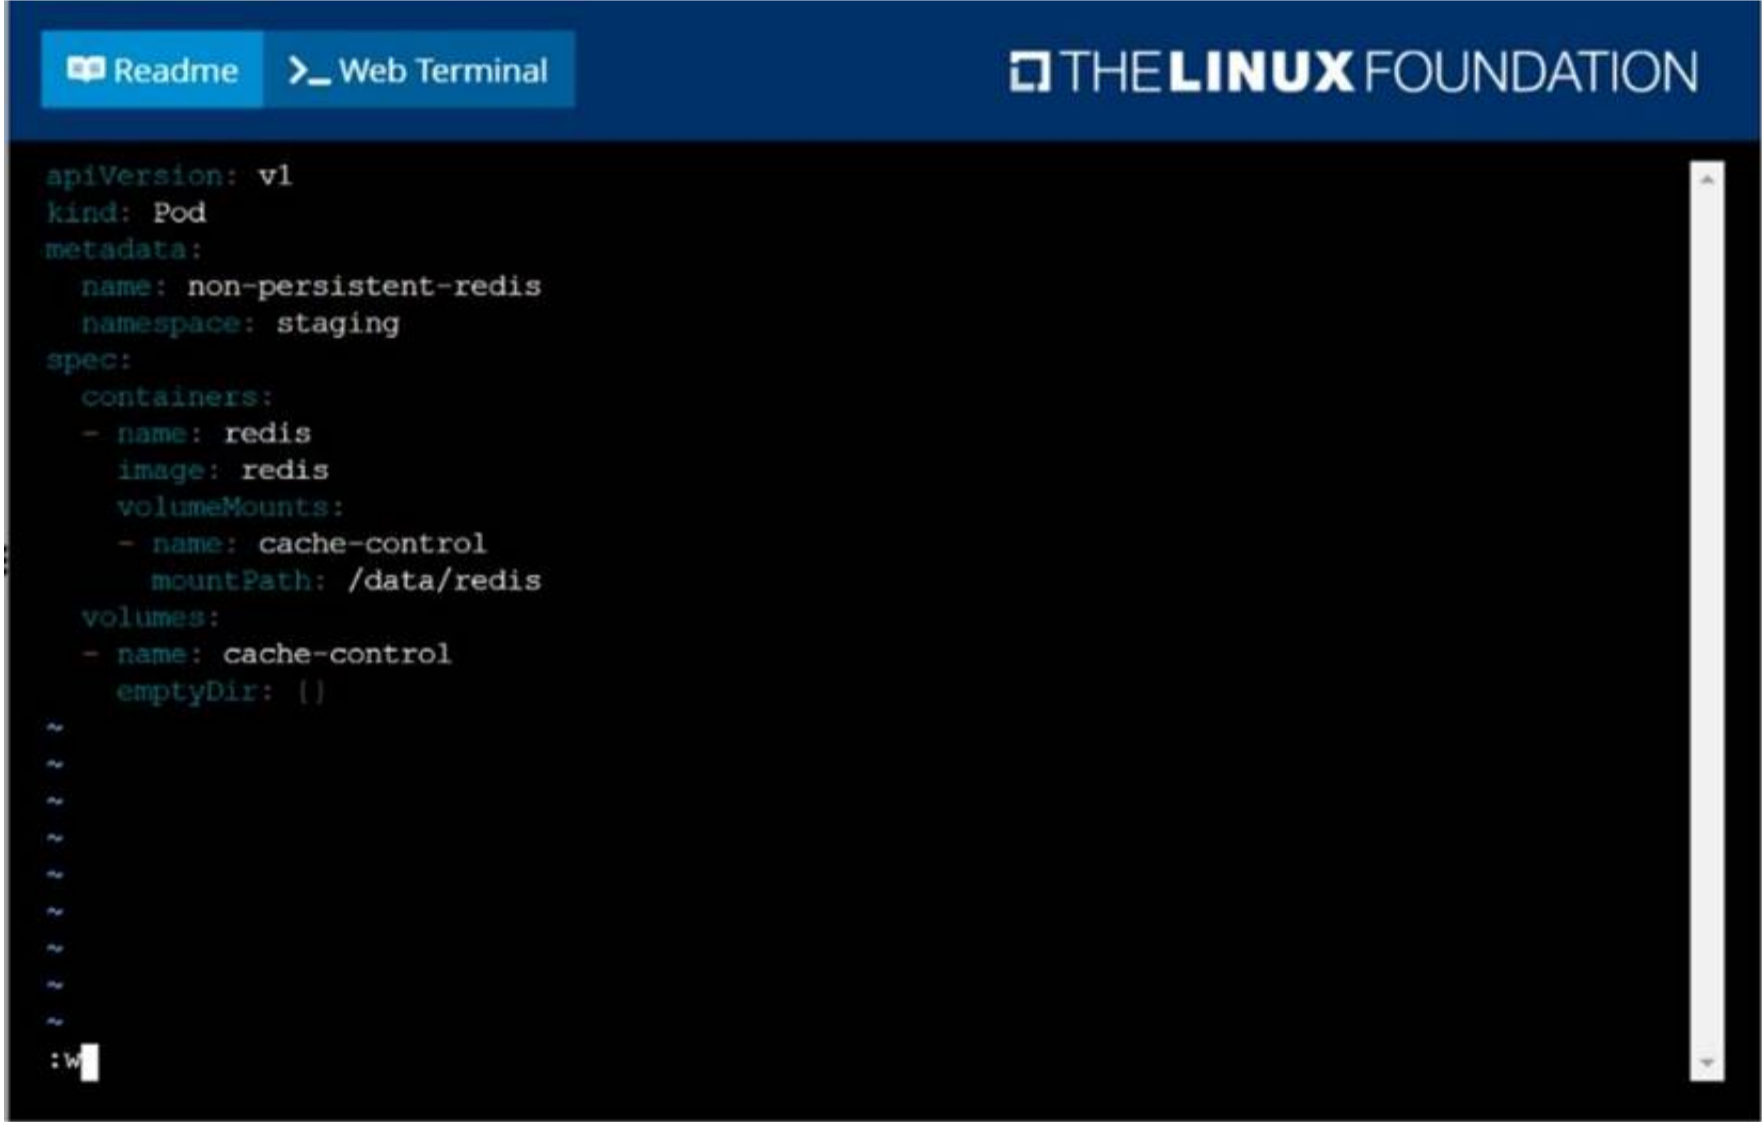 Readme >_ Web Terminal THE LINUX FOUNDATION
apiVersion: v1
kind: Pod
metadata:
  name: non-persistent-redis
  namespace: staging
spec:
  containers:
  - name: redis
    image: redis
    volumeMounts:
    - name: cache-control
      mountPath: /data/redis
  volumes:
  - name: cache-control
    emptyDir: {}
~
~
~
~
~
~
~
~
~
:w